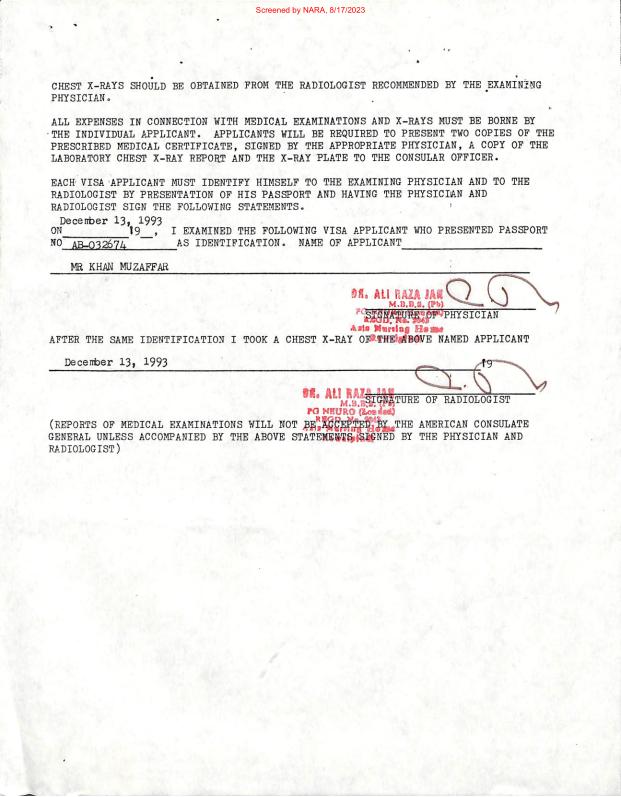 Screened by NARA, 8/17/2023
CHEST X-RAYS SHOULD BE OBTAINED FROM THE RADIOLOGIST RECOMMENDED BY THE EXAMINING
PHYSICIAN.
ALL EXPENSES IN CONNECTION WITH MEDICAL EXAMINATIONS AND X-RAYS MUST BE BORNE BY
THE INDIVIDUAL APPLICANT. APPLICANTS WILL BE REQUIRED TO PRESENT TWO COPIES OF THE
PRESCRIBED MEDICAL CERTIFICATE, SIGNED BY THE APPROPRIATE PHYSICIAN, A COPY OF THE
LABORATORY CHEST X-RAY REPORT AND THE X-RAY PLATE TO THE CONSULAR OFFICER.
EACH VISA APPLICANT MUST IDENTIFY HIMSELF TO THE EXAMINING PHYSICIAN AND TO THE
RADIOLOGIST BY PRESENTATION OF HIS PASSPORT AND HAVING THE PHYSICIAN AND
RADIOLOGIST SIGN THE FOLLOWING STATEMENTS.
December 13, 1993
ON 19 , I EXAMINED THE FOLLOWING VISA APPLICANT WHO PRESENTED PASSPORT
NO AB-032674 AS IDENTIFICATION. NAME OF APPLICANT
MR KHAN MUZAFFAR
DR. ALI RAZA JAN
M.B.B.S. (Pb)
SIGNATURE OF PHYSICIAN
REGD. No.
Asia Nursing Home
AFTER THE SAME IDENTIFICATION I TOOK A CHEST X-RAY OF THE ABOVE NAMED APPLICANT
December 13, 1993 19
DR. ALI RAZA JAN
M.B.B.S. (Pb)
SIGNATURE OF RADIOLOGIST
PG NEURO (London)
REGD. No.
(REPORTS OF MEDICAL EXAMINATIONS WILL NOT BE ACCEPTED BY THE AMERICAN CONSULATE
Asia Nursing Home
GENERAL UNLESS ACCOMPANIED BY THE ABOVE STATEMENTS SIGNED BY THE PHYSICIAN AND
RADIOLOGIST)